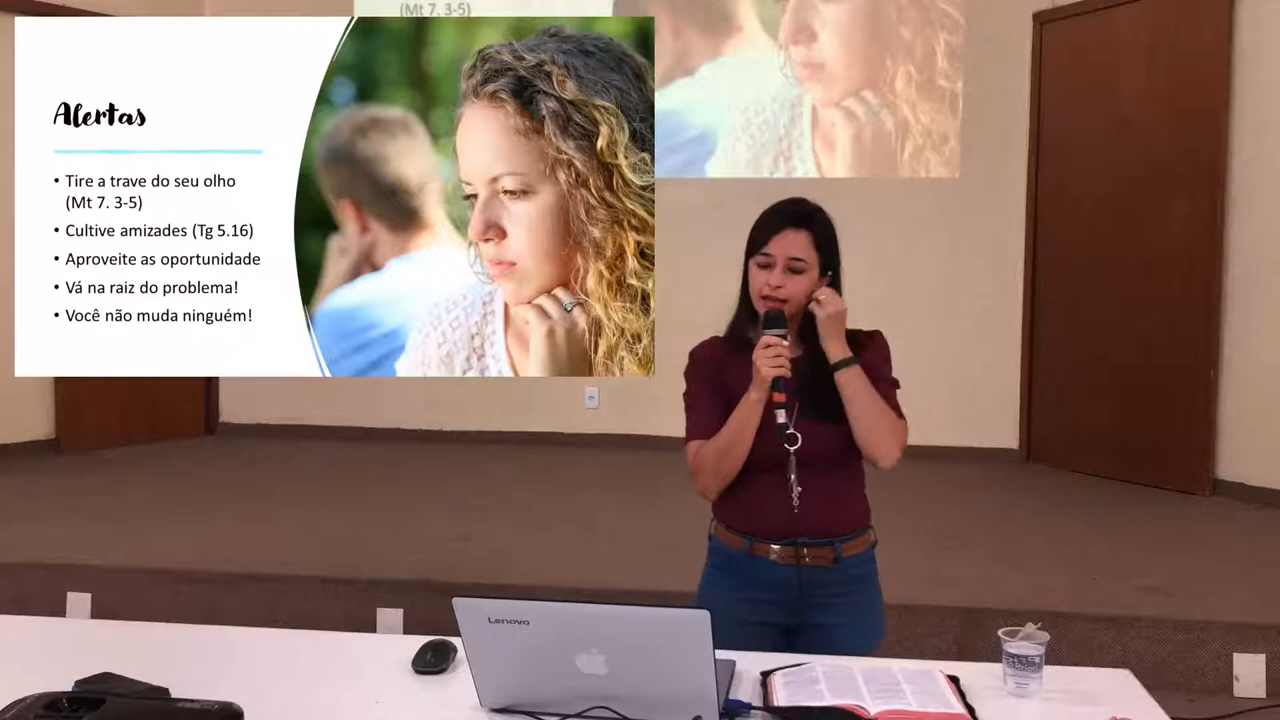 (Mt 7. 3-5)
Alertas
• Tire a trave do seu olho
(Mt 7. 3-5)
• Cultive amizades (Tg 5.16)
• Aproveite as oportunidade
• Vá na raiz do problema!
• Você não muda ninguém!
Lenovo